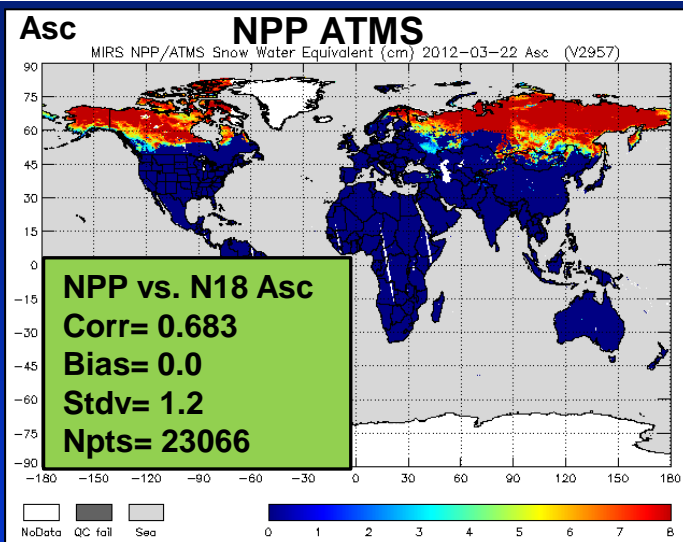 Asc
NPP ATMS
MIRS NPP/ATMS Snow Water Equivalent (cm) 2012-03-22 Asc (V2957)
90
75
60
45
30
15
0
-15
-30
-45
-60
-75
-90
NPP vs. N18 Asc
Corr= 0.683
Bias= 0.0
Stdv= 1.2
Npts= 23066
-180 -150 -120 -90 -60 -30 0 30 60 90 120 150 180
NoData QC fail Sea
0 1 2 3 4 5 6 7 8